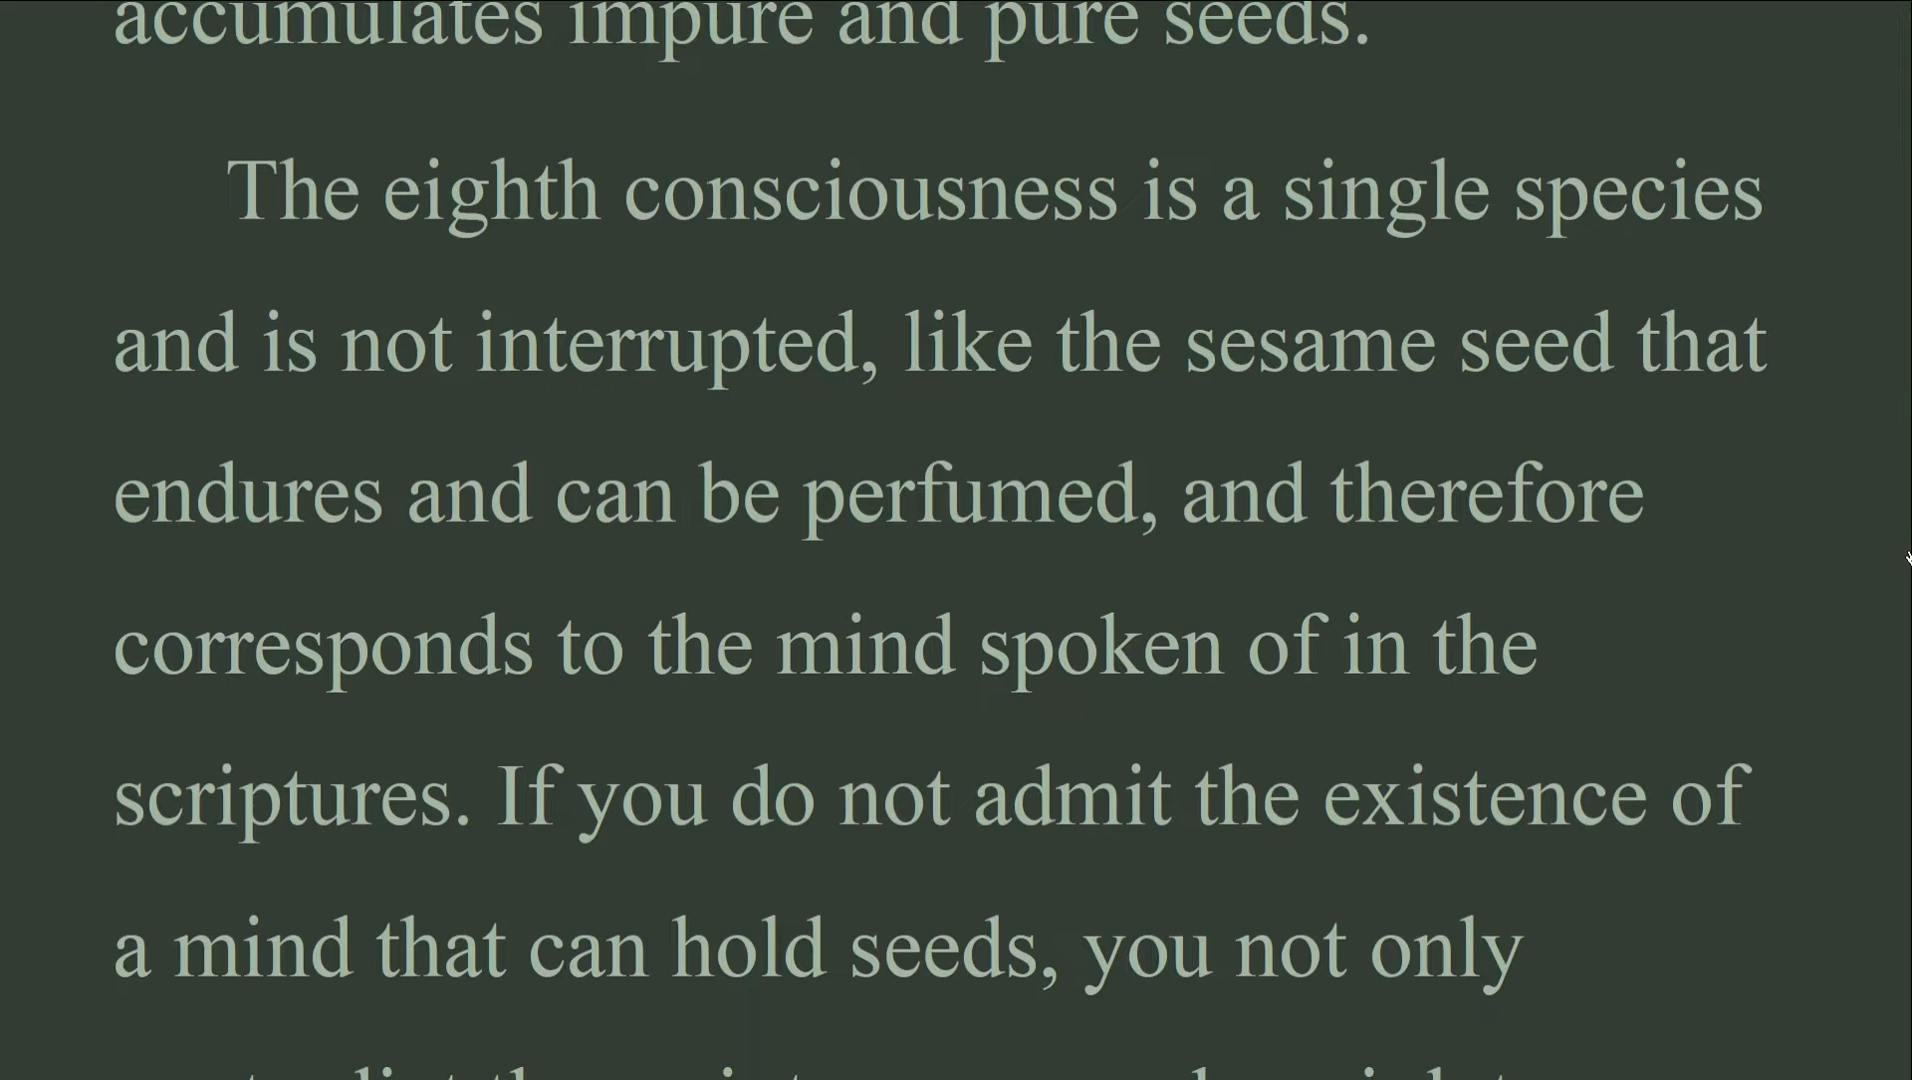 accumulates impure and pure seeds.
The eighth consciousness is a single species
and is not interrupted, like the sesame seed that
endures and can be perfumed, and therefore
corresponds to the mind spoken of in the
scriptures. If you do not admit the existence of
a mind that can hold seeds, you not only